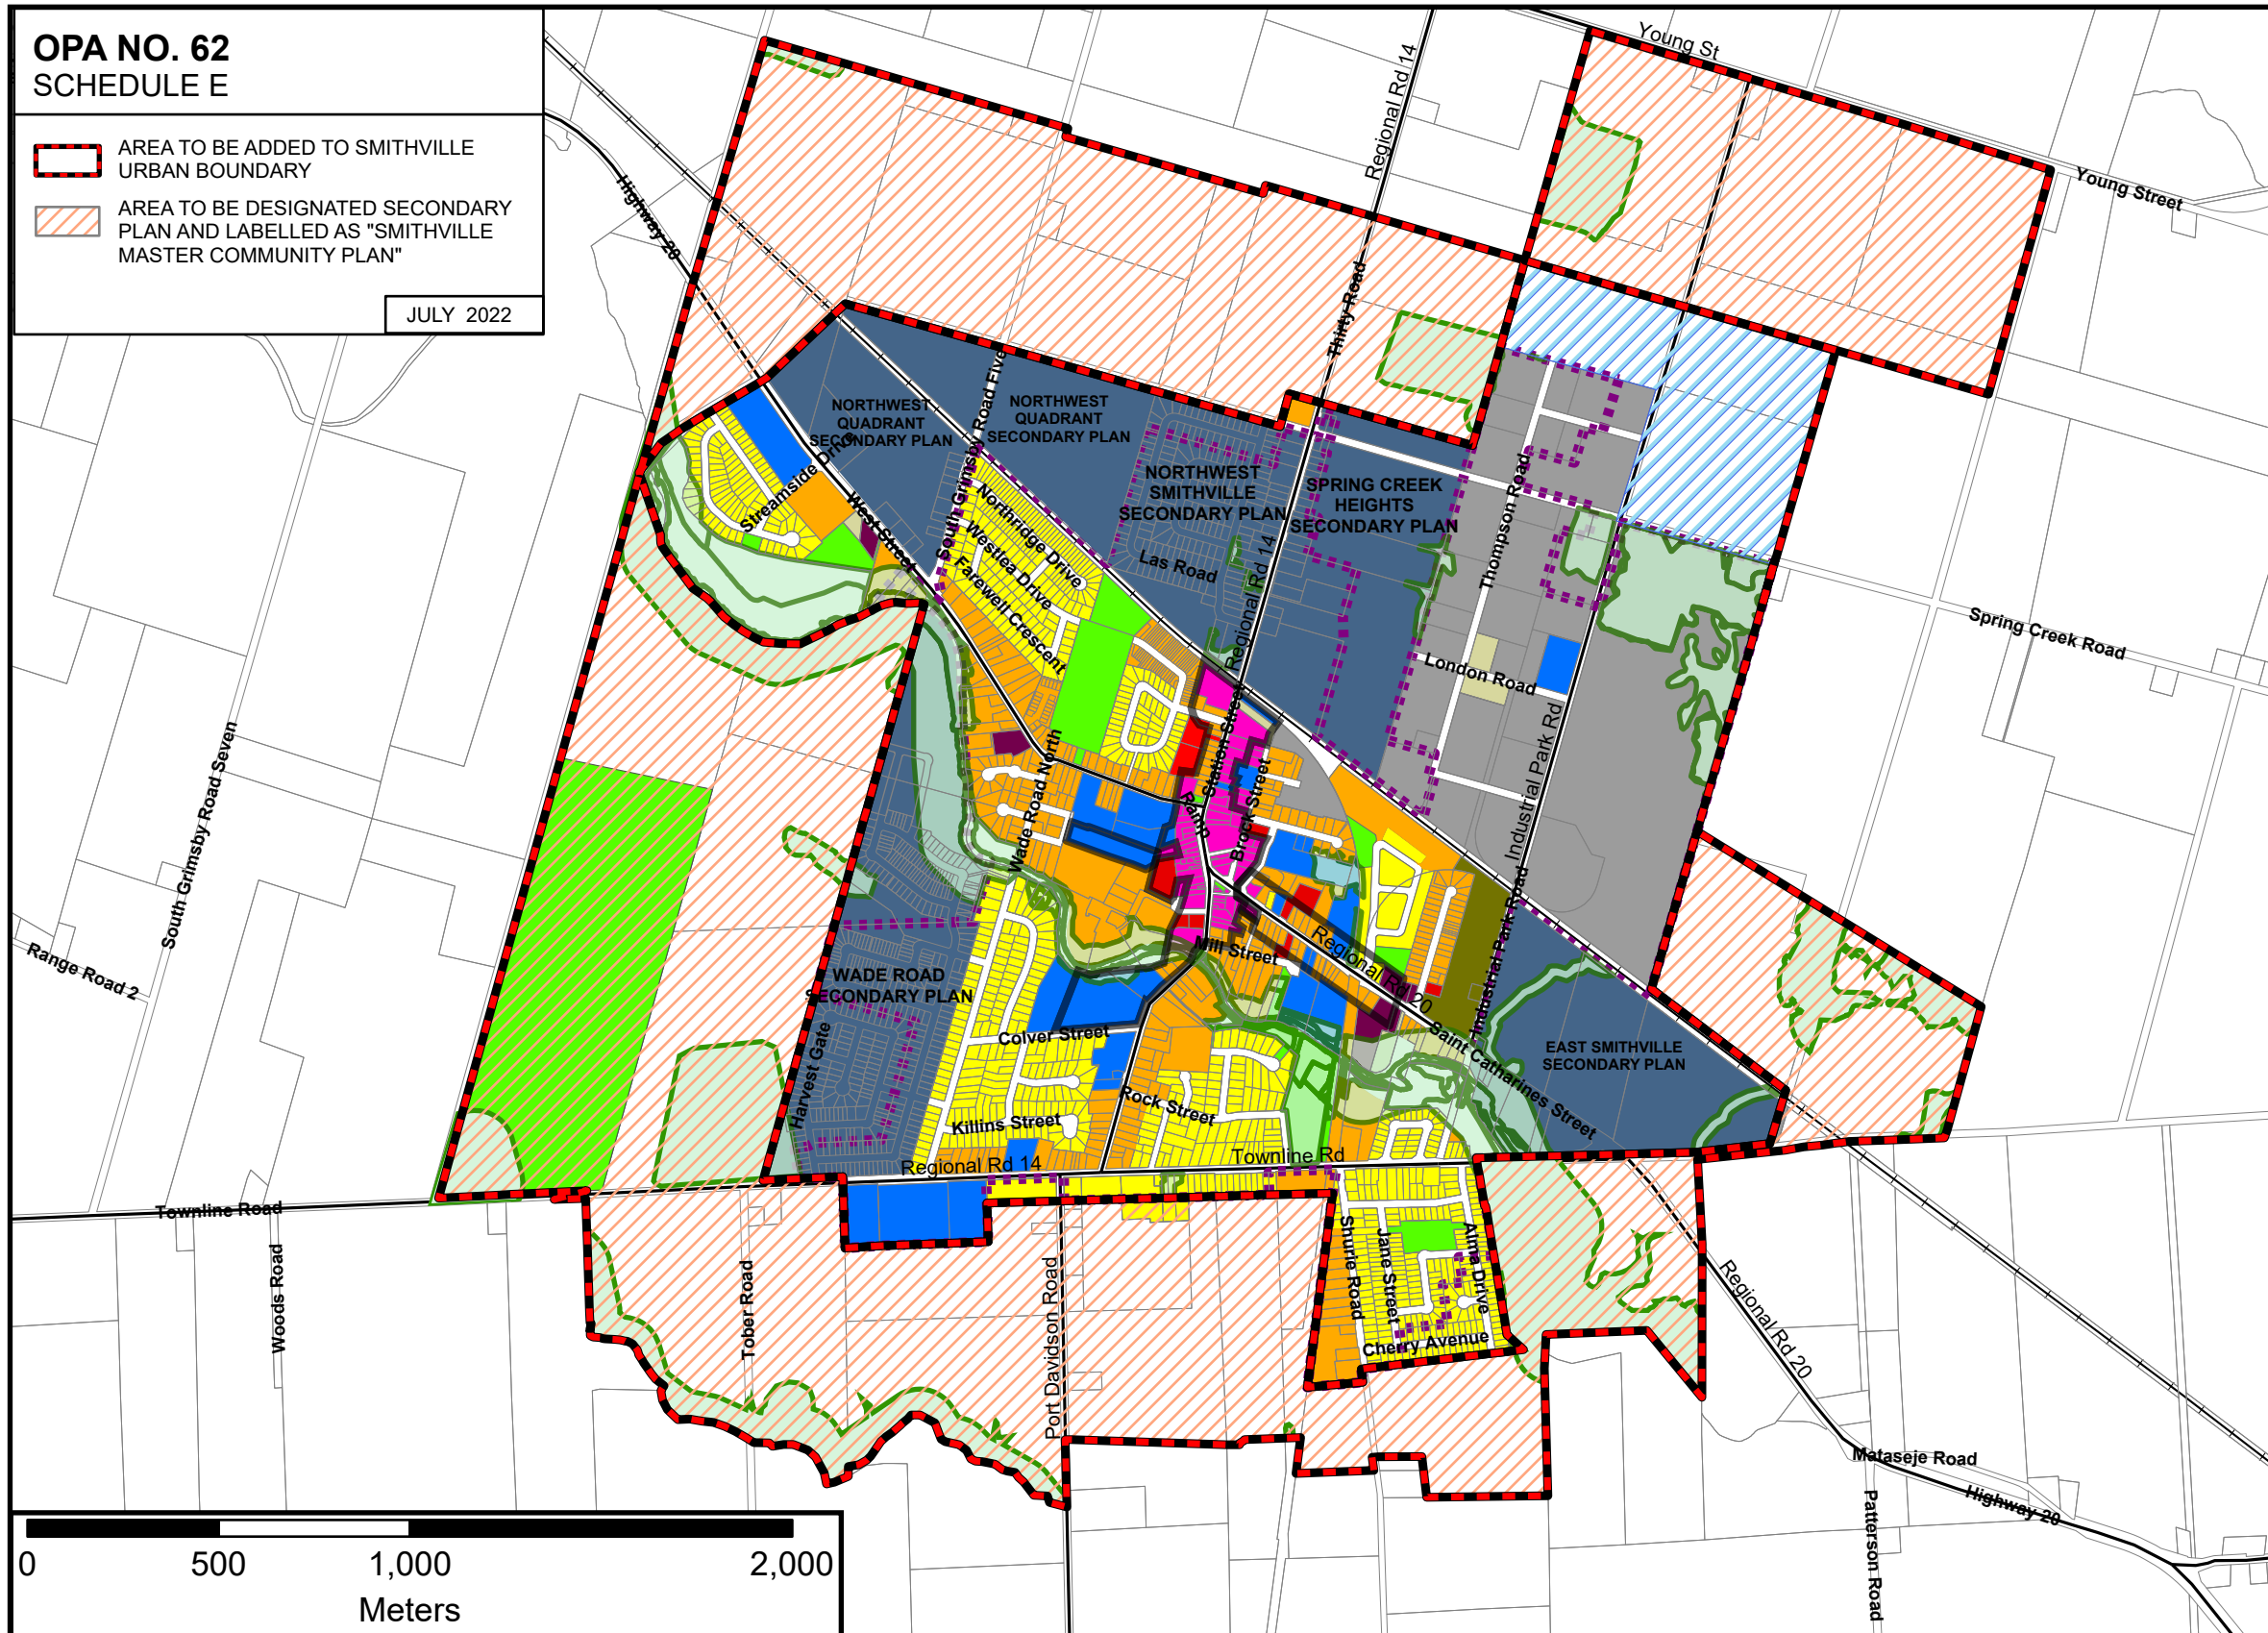 OPA NO. 62
SCHEDULE E
AREA TO BE ADDED TO SMITHVILLE
URBAN BOUNDARY
AREA TO BE DESIGNATED SECONDARY
PLAN AND LABELLED AS "SMITHVILLE
MASTER COMMUNITY PLAN"
JULY 2022
Young St
Regional Rd 14
Young Street
Highway 20
Thirty Road
South Grimsby Road Five
NORTHWEST
QUADRANT
SECONDARY PLAN
NORTHWEST
QUADRANT
SECONDARY PLAN
Streamside Drive
West Street
Northridge Drive
Westlea Drive
Farewell Crescent
NORTHWEST
SMITHVILLE
SECONDARY PLAN
SPRING CREEK
HEIGHTS
SECONDARY PLAN
Las Road
Regional Rd 14
Thompson Road
London Road
Spring Creek Road
Industrial Park Rd
Station Street
Wade Road North
Ramp
Brock Street
South Grimsby Road Seven
Range Road 2
Mill Street
Regional Rd 20
Industrial Park Road
WADE ROAD
SECONDARY PLAN
Harvest Gate
Colver Street
Saint Catharines Street
EAST SMITHVILLE
SECONDARY PLAN
Killins Street
Rock Street
Regional Rd 14
Townline Rd
Townline Road
Woods Road
Tober Road
Port Davidson Road
Shurie Road
Jane Street
Alma Drive
Cherry Avenue
Regional Rd 20
Mataseje Road
Highway 20
Patterson Road
0 500 1,000 2,000
Meters